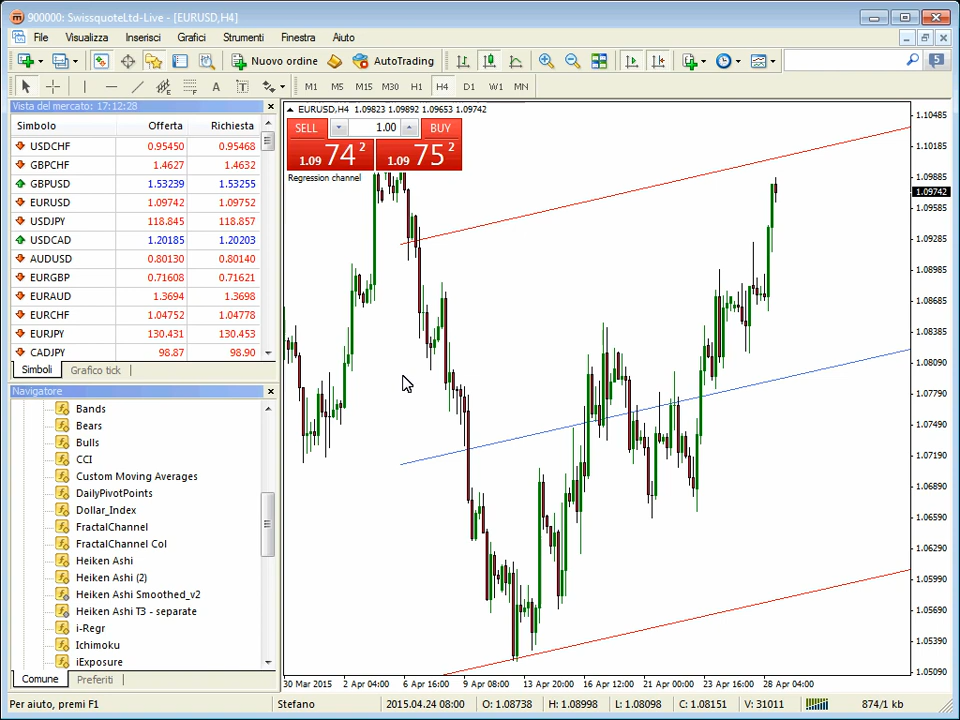 900000: SwissquoteLtd-Live - [EURUSD,H4]
File Visualizza Inserisci Grafici Strumenti Finestra Aiuto
Nuovo ordine AutoTrading 5
A T M1 M5 M15 M30 H1 H4 D1 W1 MN
Vista del mercato: 17:12:28
Simbolo Offerta Richiesta
USDCHF 0.95450 0.95468
GBPCHF 1.4627 1.4632
GBPUSD 1.53239 1.53255
EURUSD 1.09742 1.09752
USDJPY 118.845 118.857
USDCAD 1.20185 1.20203
AUDUSD 0.80130 0.80140
EURGBP 0.71608 0.71621
EURAUD 1.3694 1.3698
EURCHF 1.04752 1.04778
EURJPY 130.431 130.453
CADJPY 98.87 98.90
Simboli Grafico tick
Navigatore
Bands
Bears
Bulls
CCI
Custom Moving Averages
DailyPivotPoints
Dollar_Index
FractalChannel
FractalChannel Col
Heiken Ashi
Heiken Ashi (2)
Heiken Ashi Smoothed_v2
Heiken Ashi T3 - separate
i-Regr
Ichimoku
iExposure
Comune Preferiti
EURUSD,H4 1.09823 1.09892 1.09653 1.09742
SELL 1.00 BUY
1.09 74 2 1.09 75 2
Regression channel
1.10485
1.10185
1.09885
1.09742
1.09585
1.09285
1.08985
1.08685
1.08385
1.08090
1.07790
1.07490
1.07190
1.06890
1.06590
1.06290
1.05990
1.05690
1.05390
1.05090
30 Mar 2015 2 Apr 04:00 6 Apr 16:00 9 Apr 08:00 13 Apr 20:00 16 Apr 12:00 21 Apr 00:00 23 Apr 16:00 28 Apr 04:00
Per aiuto, premi F1 Stefano 2015.04.24 08:00 O: 1.08738 H: 1.08998 L: 1.08098 C: 1.08151 V: 31011 874/1 kb